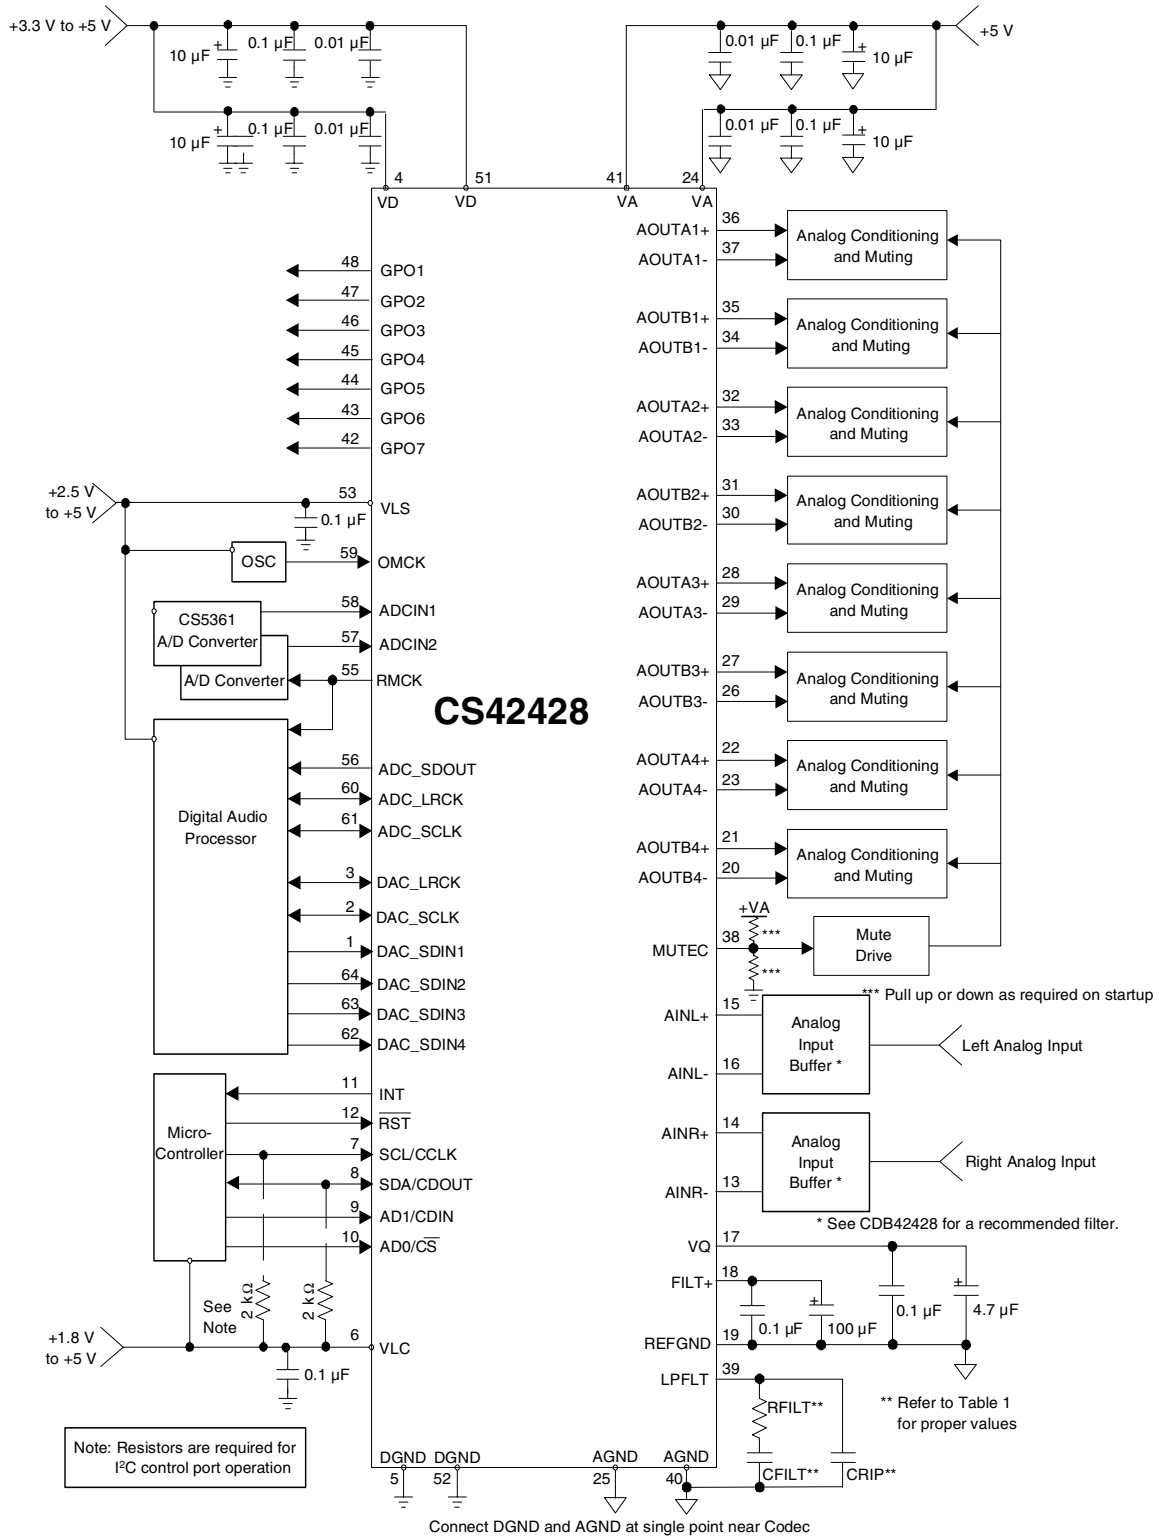 +3.3 V to +5 V
10 µF
+
0.1 µF
0.01 µF
10 µF
+
0.1 µF
0.01 µF
0.01 µF
0.1 µF
+
10 µF
+5 V
0.01 µF
0.1 µF
+
10 µF
4
51
41
24
VD
VD
VA
VA
48
GPO1
47
GPO2
46
GPO3
45
GPO4
44
GPO5
43
GPO6
42
GPO7
+2.5 V
to +5 V
53
VLS
0.1 µF
OSC
59
OMCK
CS5361
A/D Converter
58
ADCIN1
57
ADCIN2
A/D Converter
55
RMCK
CS42428
Digital Audio
Processor
56
ADC_SDOUT
60
ADC_LRCK
61
ADC_SCLK
3
DAC_LRCK
2
DAC_SCLK
1
DAC_SDIN1
64
DAC_SDIN2
63
DAC_SDIN3
62
DAC_SDIN4
Micro-
Controller
11
INT
12
RST
7
SCL/CCLK
8
SDA/CDOUT
9
AD1/CDIN
10
AD0/CS
See
Note
2 kΩ
2 kΩ
+1.8 V
to +5 V
6
VLC
0.1 µF
Note: Resistors are required for
I²C control port operation
AOUTA1+
36
AOUTA1-
37
Analog Conditioning
and Muting
AOUTB1+
35
AOUTB1-
34
Analog Conditioning
and Muting
AOUTA2+
32
AOUTA2-
33
Analog Conditioning
and Muting
AOUTB2+
31
AOUTB2-
30
Analog Conditioning
and Muting
AOUTA3+
28
AOUTA3-
29
Analog Conditioning
and Muting
AOUTB3+
27
AOUTB3-
26
Analog Conditioning
and Muting
AOUTA4+
22
AOUTA4-
23
Analog Conditioning
and Muting
AOUTB4+
21
AOUTB4-
20
Analog Conditioning
and Muting
+VA
***
MUTEC
38
***
Mute
Drive
*** Pull up or down as required on startup
AINL+
15
AINL-
16
Analog
Input
Buffer *
Left Analog Input
AINR+
14
AINR-
13
Analog
Input
Buffer *
Right Analog Input
* See CDB42428 for a recommended filter.
VQ
17
FILT+
18
0.1 µF
+
100 µF
0.1 µF
+
4.7 µF
REFGND
19
LPFLT
39
RFILT**
CFILT**
CRIP**
** Refer to Table 1
for proper values
DGND
DGND
AGND
AGND
5
52
25
40
Connect DGND and AGND at single point near Codec